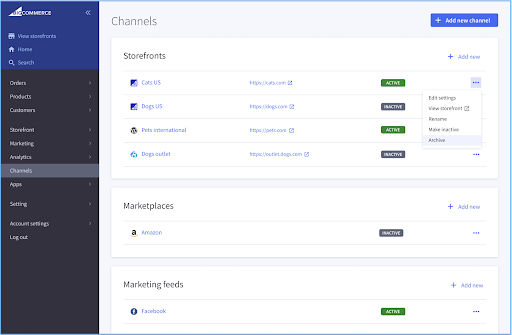 COMMERCE
View storefronts
Home
Search
Orders
Products
Customers
Storefront
Marketing
Analytics
Channels
Apps
Setting
Account settings
Log out
Channels
Add new channel
Storefronts
Add new
Cats US https://cats.com ACTIVE
Dogs US https://dogs.com INACTIVE
Pets international https://pets.com ACTIVE
Dogs outlet https://outlet.dogs.com INACTIVE
Edit settings
View storefront
Rename
Make inactive
Archive
Marketplaces
Add new
Amazon INACTIVE
Marketing feeds
Add new
Facebook ACTIVE